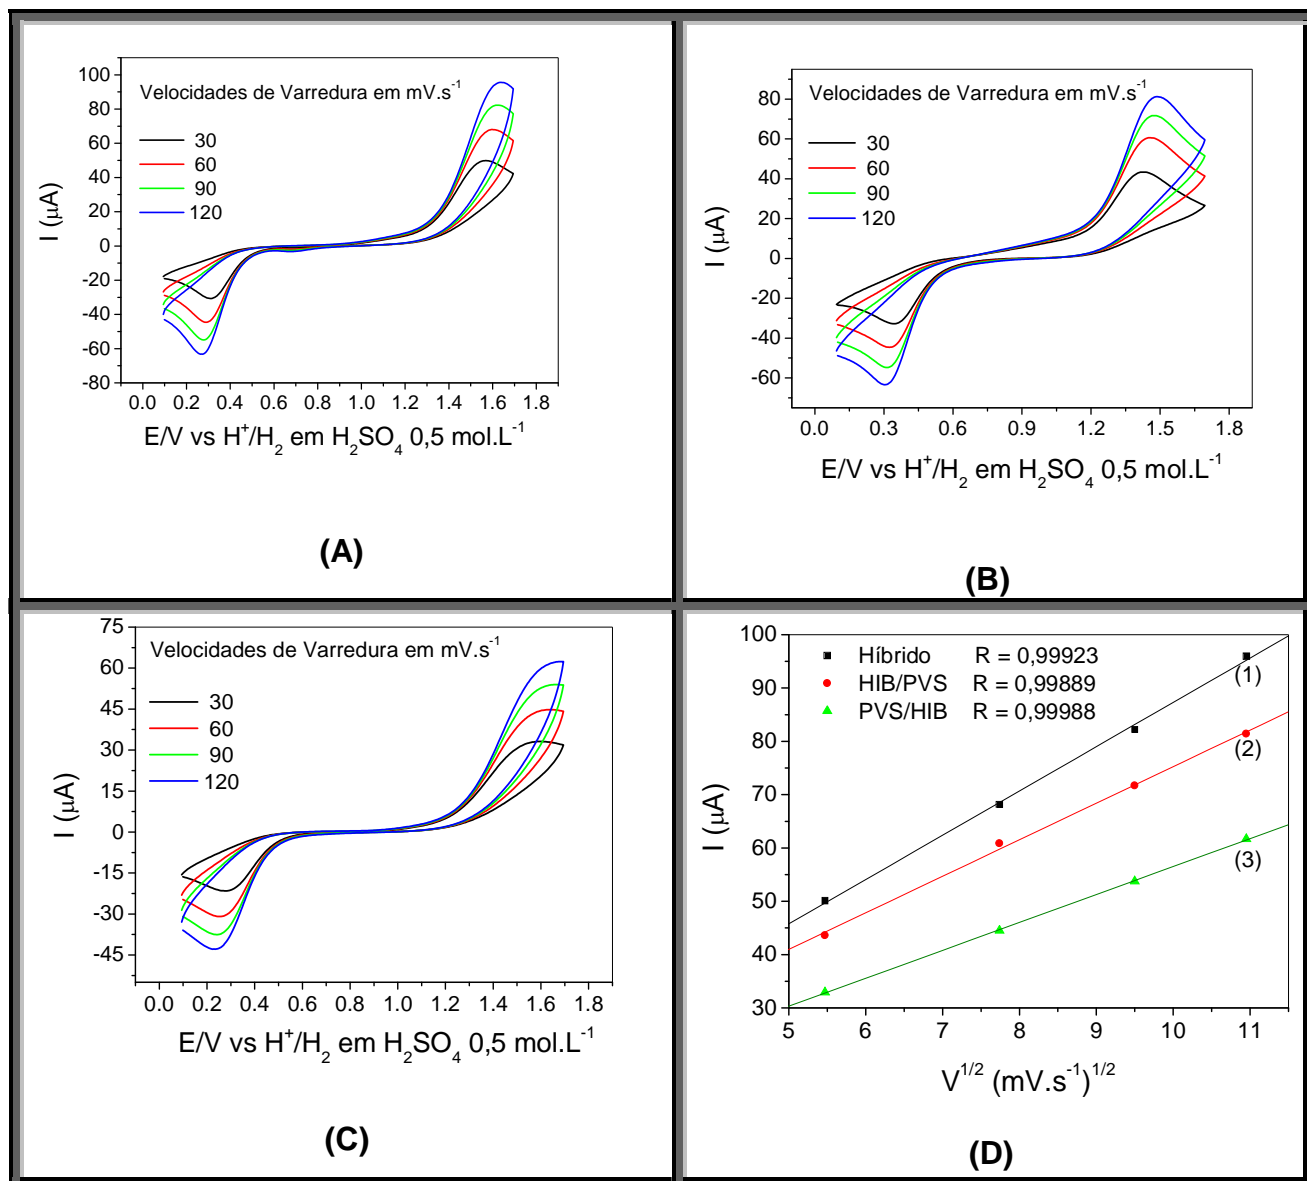 Velocidades de Varredura em mV.s⁻¹
30
60
90
120
I (μA)
100
80
60
40
20
0
-20
-40
-60
-80
0.0 0.2 0.4 0.6 0.8 1.0 1.2 1.4 1.6 1.8
E/V vs H⁺/H₂ em H₂SO₄ 0,5 mol.L⁻¹
(A)
Velocidades de Varredura em mV.s⁻¹
30
60
90
120
I (μA)
80
60
40
20
0
-20
-40
-60
0.0 0.3 0.6 0.9 1.2 1.5 1.8
E/V vs H⁺/H₂ em H₂SO₄ 0,5 mol.L⁻¹
(B)
Velocidades de Varredura em mV.s⁻¹
30
60
90
120
I (μA)
75
60
45
30
15
0
-15
-30
-45
0.0 0.2 0.4 0.6 0.8 1.0 1.2 1.4 1.6 1.8
E/V vs H⁺/H₂ em H₂SO₄ 0,5 mol.L⁻¹
(C)
Híbrido R = 0,99923
HIB/PVS R = 0,99889
PVS/HIB R = 0,99988
(1)
(2)
(3)
I (μA)
100
90
80
70
60
50
40
30
5 6 7 8 9 10 11
V¹/² (mV.s⁻¹)¹/²
(D)